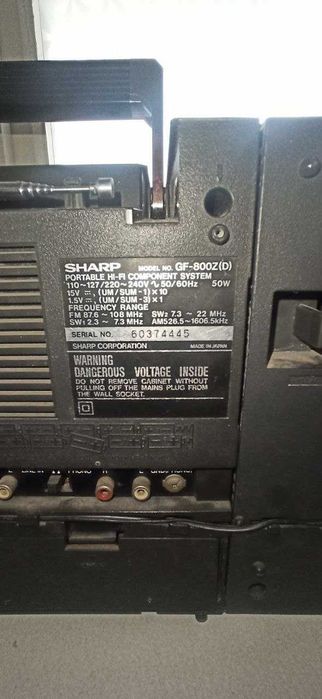 SHARP MODEL NO. GF-800Z(D)
PORTABLE HI-FI COMPONENT SYSTEM
110~127/220~240V ∿ 50/60Hz 50W
15V ⎓, (UM/SUM-1) × 10
1.5V ⎓, (UM/SUM-3) × 1
FREQUENCY RANGE
FM 87.6 ~ 108 MHz SW2 7.3 ~ 22 MHz
SW1 2.3 ~ 7.3 MHz AM526.5~1606.5kHz
SERIAL NO. 60374445
SHARP CORPORATION MADE IN JAPAN
WARNING
DANGEROUS VOLTAGE INSIDE
DO NOT REMOVE CABINET WITHOUT
PULLING OFF THE MAINS PLUG FROM
THE WALL SOCKET.
L LINE IN PHONO R L GND